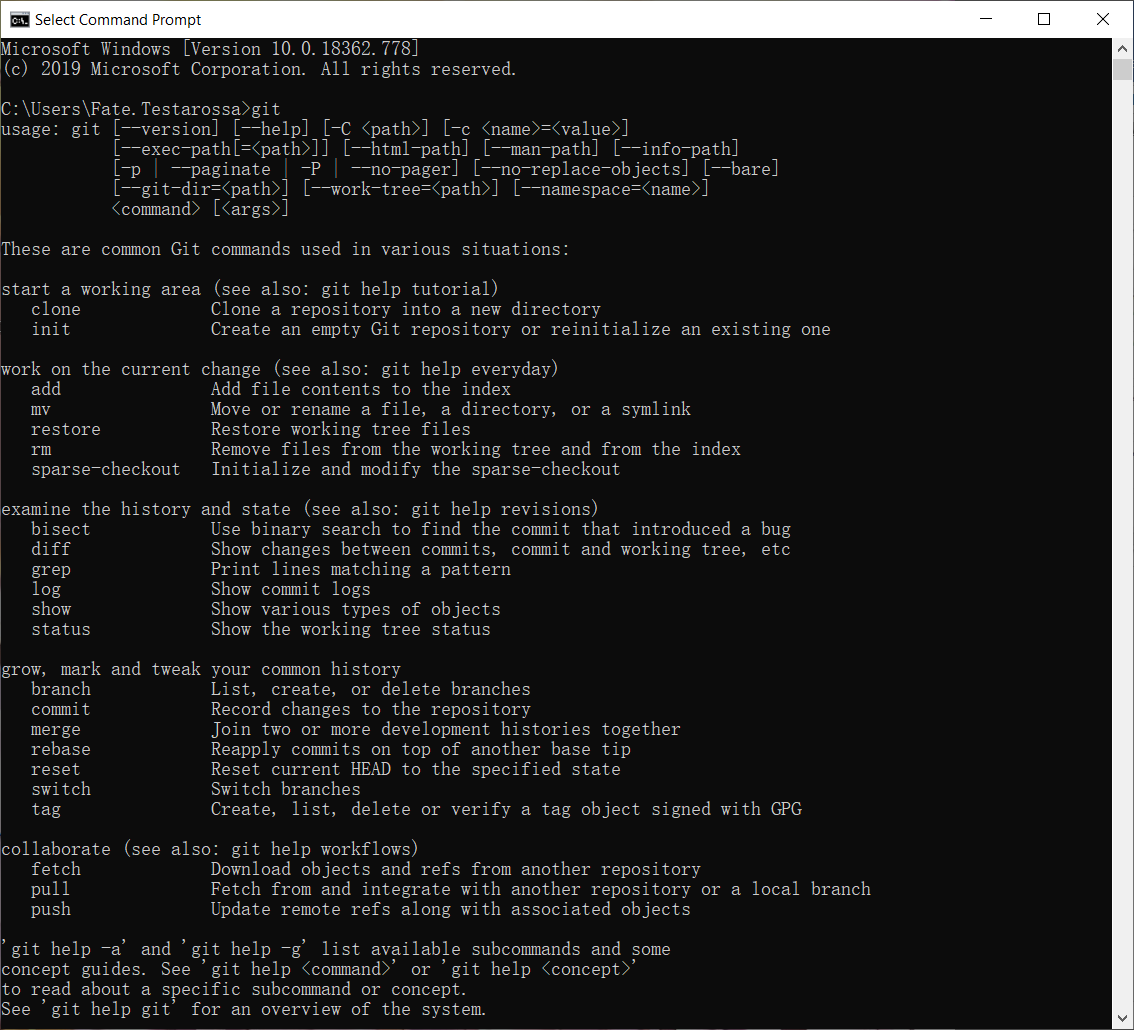 Select Command Prompt
Microsoft Windows [Version 10.0.18362.778]
(c) 2019 Microsoft Corporation. All rights reserved.

C:\Users\Fate.Testarossa>git
usage: git [--version] [--help] [-C <path>] [-c <name>=<value>]
           [--exec-path[=<path>]] [--html-path] [--man-path] [--info-path]
           [-p | --paginate | -P | --no-pager] [--no-replace-objects] [--bare]
           [--git-dir=<path>] [--work-tree=<path>] [--namespace=<name>]
           <command> [<args>]

These are common Git commands used in various situations:

start a working area (see also: git help tutorial)
   clone             Clone a repository into a new directory
   init              Create an empty Git repository or reinitialize an existing one

work on the current change (see also: git help everyday)
   add               Add file contents to the index
   mv                Move or rename a file, a directory, or a symlink
   restore           Restore working tree files
   rm                Remove files from the working tree and from the index
   sparse-checkout   Initialize and modify the sparse-checkout

examine the history and state (see also: git help revisions)
   bisect            Use binary search to find the commit that introduced a bug
   diff              Show changes between commits, commit and working tree, etc
   grep              Print lines matching a pattern
   log               Show commit logs
   show              Show various types of objects
   status            Show the working tree status

grow, mark and tweak your common history
   branch            List, create, or delete branches
   commit            Record changes to the repository
   merge             Join two or more development histories together
   rebase            Reapply commits on top of another base tip
   reset             Reset current HEAD to the specified state
   switch            Switch branches
   tag               Create, list, delete or verify a tag object signed with GPG

collaborate (see also: git help workflows)
   fetch             Download objects and refs from another repository
   pull              Fetch from and integrate with another repository or a local branch
   push              Update remote refs along with associated objects

'git help -a' and 'git help -g' list available subcommands and some
concept guides. See 'git help <command>' or 'git help <concept>'
to read about a specific subcommand or concept.
See 'git help git' for an overview of the system.